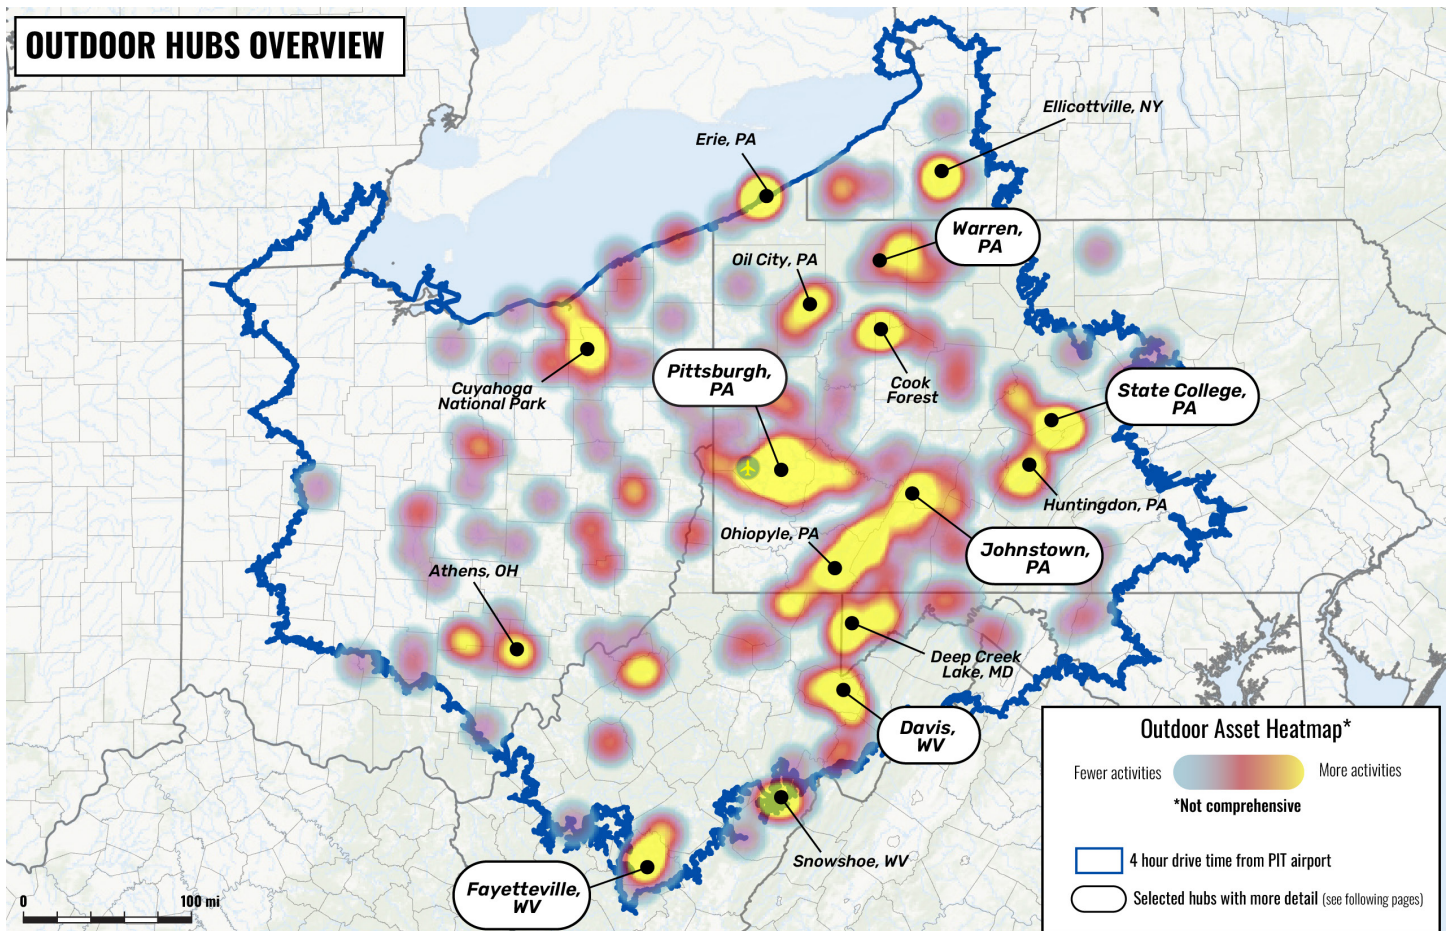 OUTDOOR HUBS OVERVIEW
Ellicottville, NY
Erie, PA
Warren,
PA
Oil City, PA
Pittsburgh,
PA
Cook
Forest
Cuyahoga
National Park
State College,
PA
Huntingdon, PA
Ohiopyle, PA
Johnstown,
PA
Athens, OH
Deep Creek
Lake, MD
Davis,
WV
Snowshoe, WV
Fayetteville,
WV
0 100 mi
Outdoor Asset Heatmap*
Fewer activities More activities
*Not comprehensive
4 hour drive time from PIT airport
Selected hubs with more detail (see following pages)